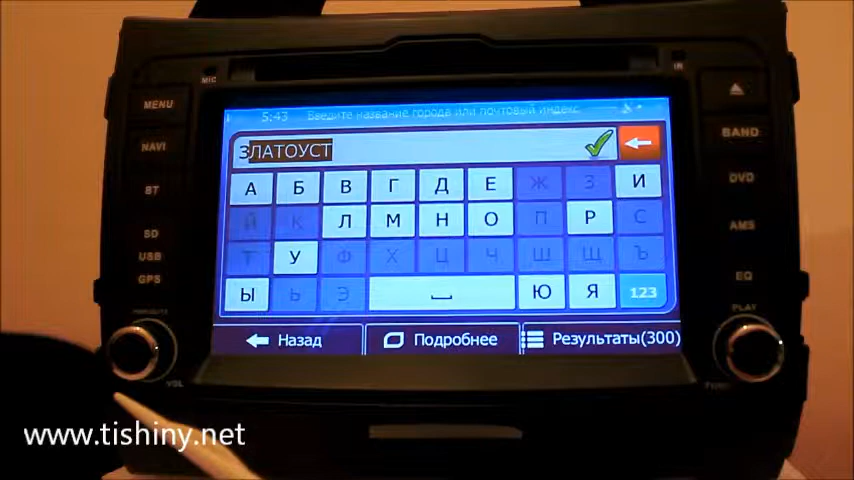 MIC
IR
MENU
NAVI
BT
SD
USB
GPS
VOL
BAND
DVD
AMS
EQ
PLAY
5:43 Введите название города или почтовый индекс
ЗЛАТОУСТ
А Б В Г Д Е Ж З И
Й К Л М Н О П Р С
Т У Ф Х Ц Ч Ш Щ Ъ
Ы Ь Э Ю Я 123
Назад Подробнее Результаты(300)
www.tishiny.net